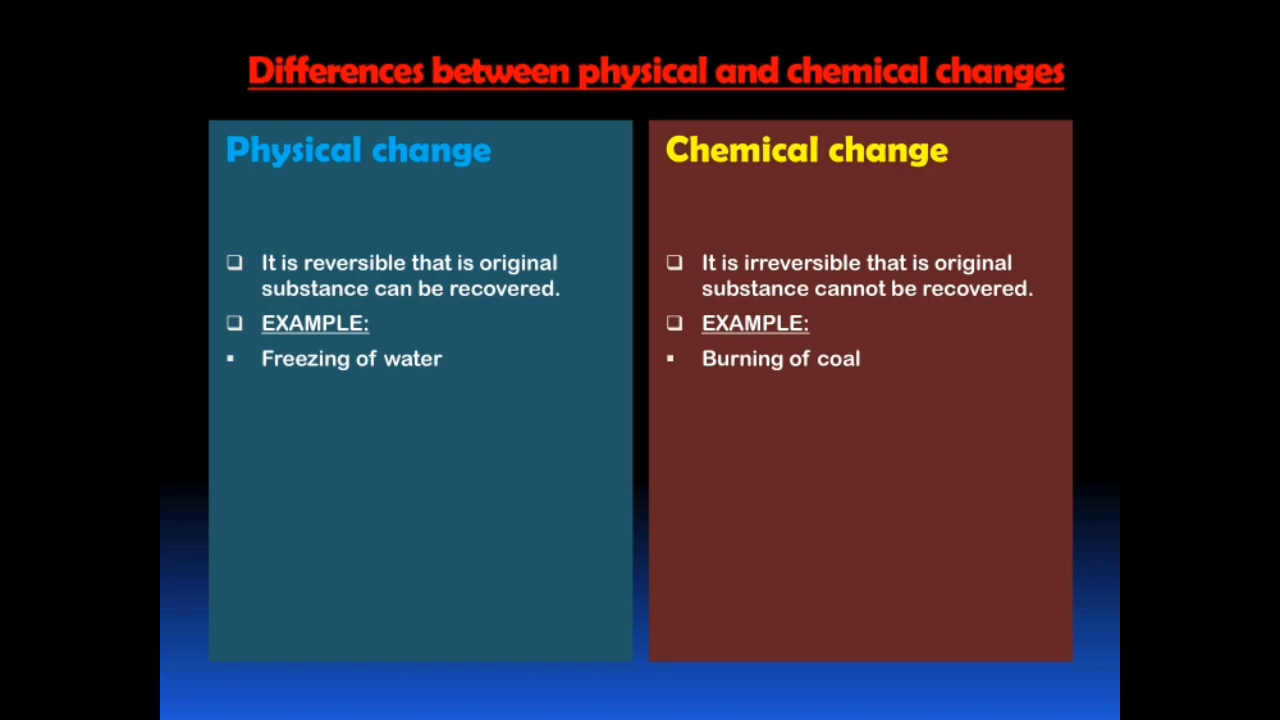 Differences between physical and chemical changes
Physical change
❑ It is reversible that is original
substance can be recovered.
❑ EXAMPLE:
▪ Freezing of water
Chemical change
❑ It is irreversible that is original
substance cannot be recovered.
❑ EXAMPLE:
▪ Burning of coal